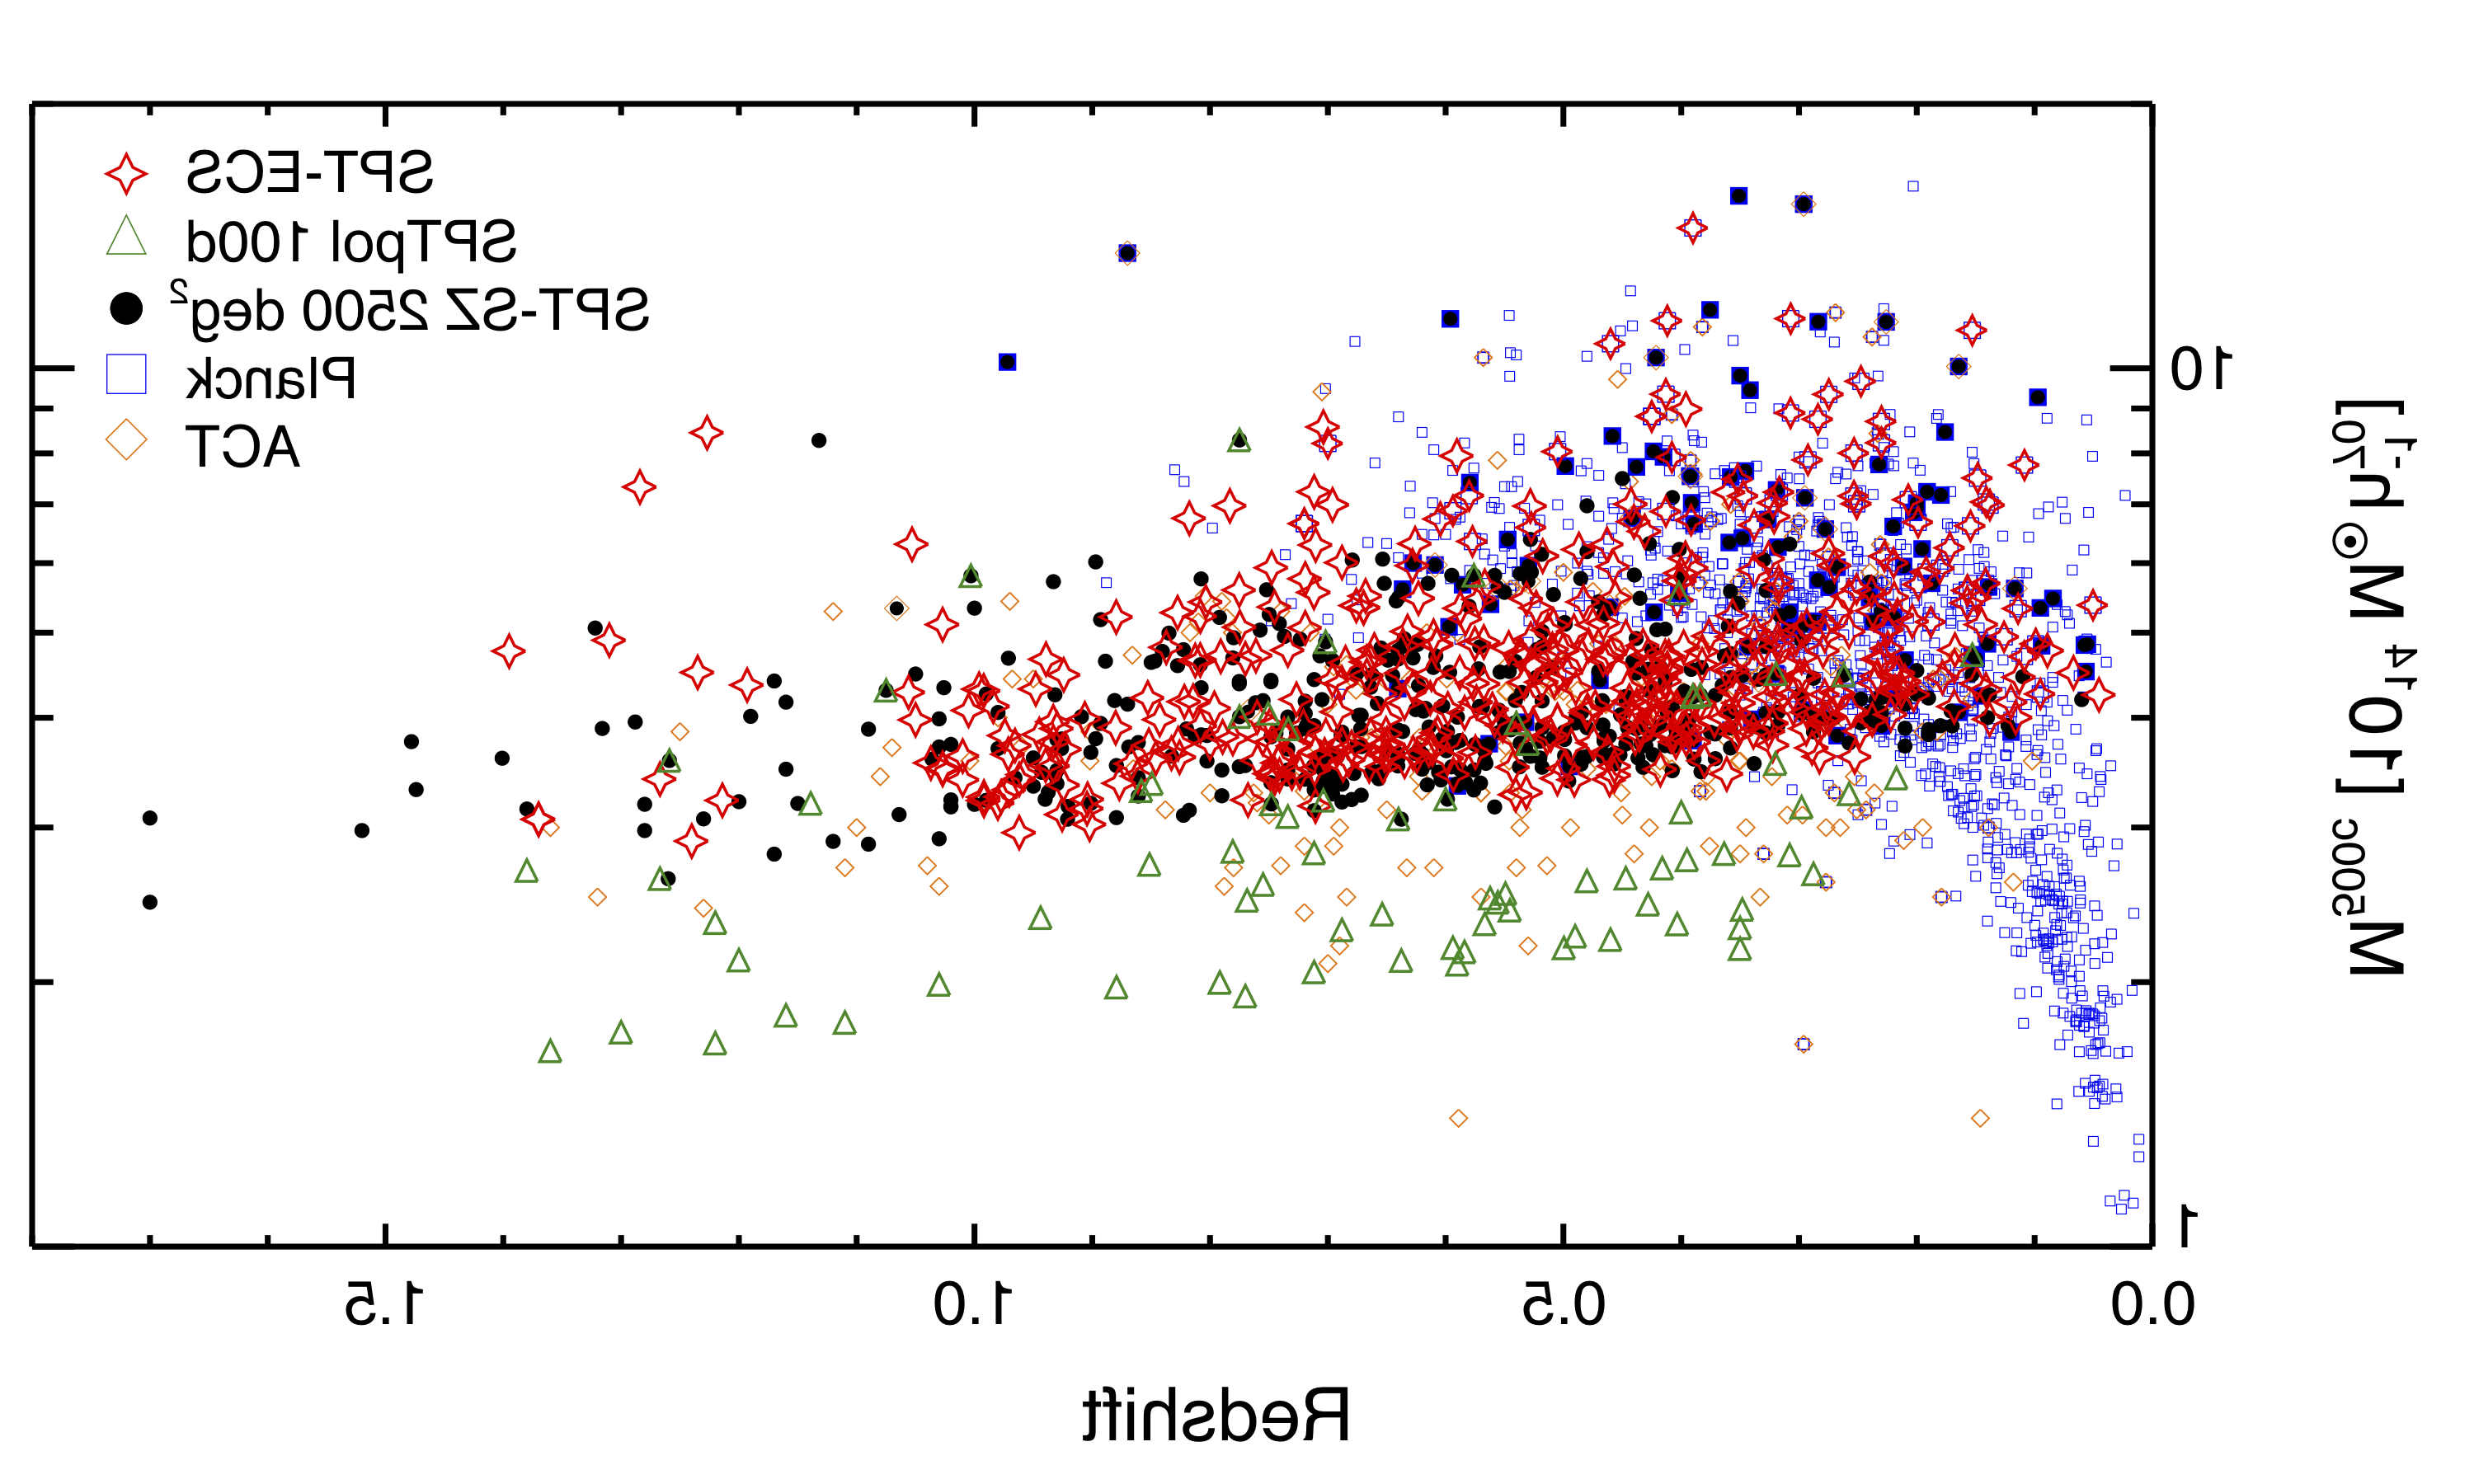 SPT-ECS
SPTpol 100d
SPT-SZ 2500 deg²
Planck
ACT
10
1
M₅₀₀c [10¹⁴ M⊙ h₇₀⁻¹]
0.0
0.5
1.0
1.5
Redshift